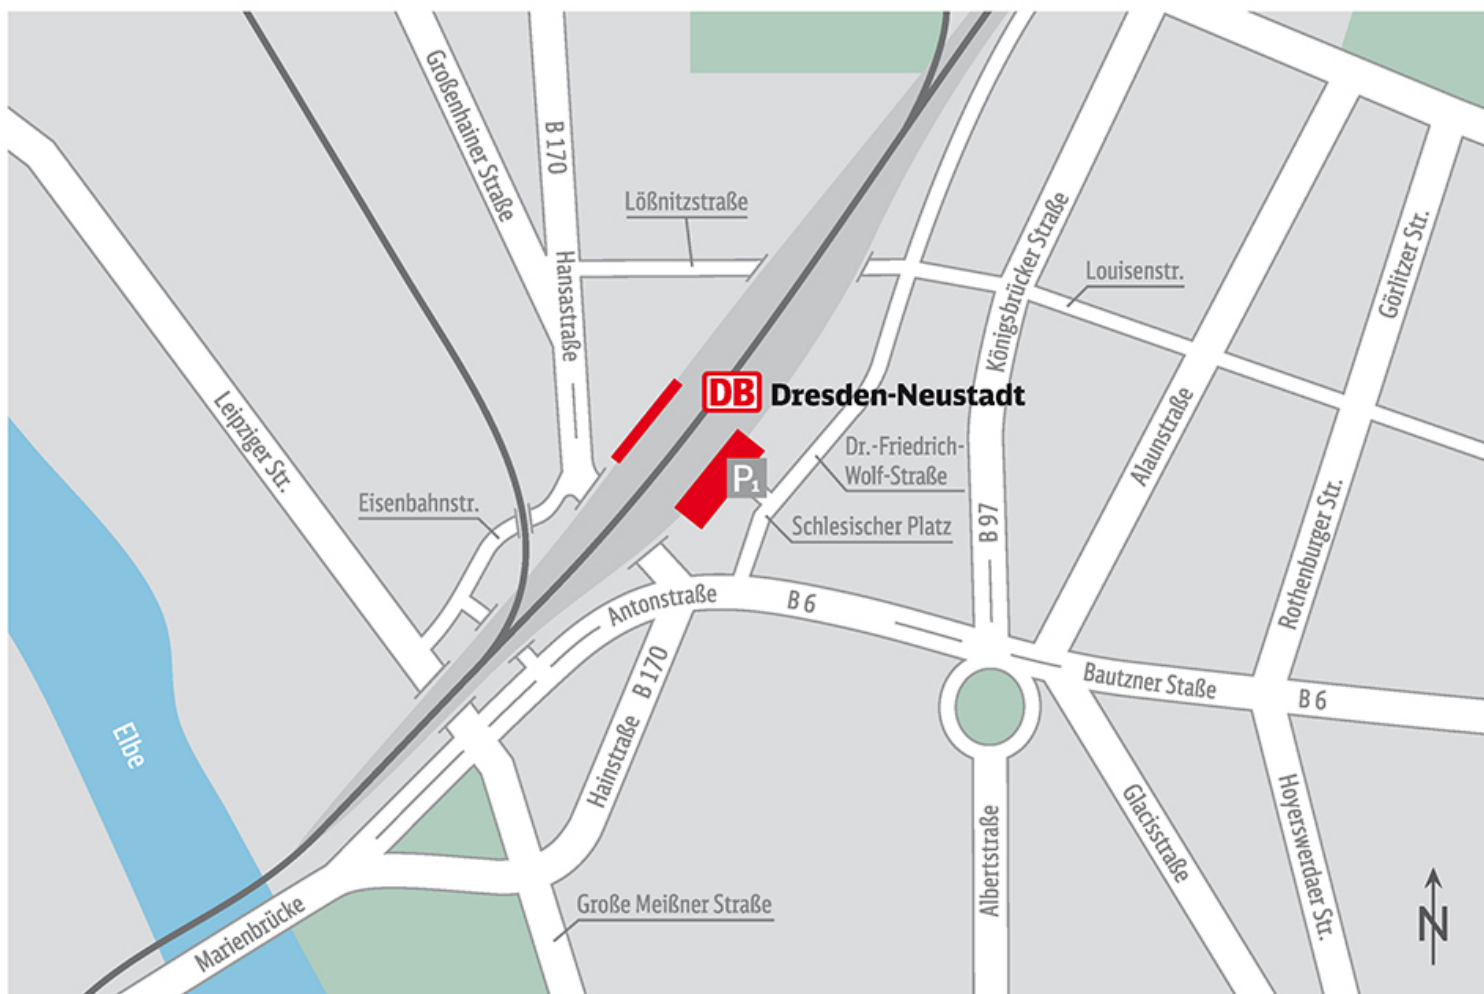 Großenhainer Straße
B 170
Lößnitzstraße
Hansastraße
Königsbrücker Straße
Louisenstr.
Görlitzer Str.
DB Dresden-Neustadt
Leipziger Str.
Alaunstraße
Dr.-Friedrich-
Wolf-Straße
P1
Eisenbahnstr.
Schlesischer Platz
B 97
Rothenburger Str.
Antonstraße
B 6
Hainstraße B 170
Bautzner Staße
B 6
Elbe
Albertstraße
Glacisstraße
Hoyerswerdaer Str.
Große Meißner Straße
Marienbrücke
N